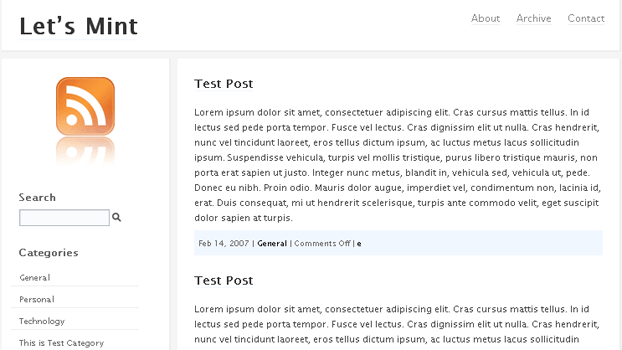 Let's Mint
About Archive Contact
Search
Categories
General
Personal
Technology
This is Test Category
Test Post
Lorem ipsum dolor sit amet, consectetuer adipiscing elit. Cras cursus mattis tellus. In id
lectus sed pede porta tempor. Fusce vel lectus. Cras dignissim elit ut nulla. Cras hendrerit,
nunc vel tincidunt laoreet, eros tellus dictum ipsum, ac luctus metus lacus sollicitudin
ipsum. Suspendisse vehicula, turpis vel mollis tristique, purus libero tristique mauris, non
porta erat sapien ut justo. Integer nunc metus, blandit in, vehicula sed, vehicula ut, pede.
Donec eu nibh. Proin odio. Mauris dolor augue, imperdiet vel, condimentum non, lacinia id,
erat. Duis consequat, mi ut hendrerit scelerisque, turpis ante commodo velit, eget suscipit
dolor sapien at turpis.
Feb 14, 2007 | General | Comments Off | e
Test Post
Lorem ipsum dolor sit amet, consectetuer adipiscing elit. Cras cursus mattis tellus. In id
lectus sed pede porta tempor. Fusce vel lectus. Cras dignissim elit ut nulla. Cras hendrerit,
nunc vel tincidunt laoreet, eros tellus dictum ipsum, ac luctus metus lacus sollicitudin